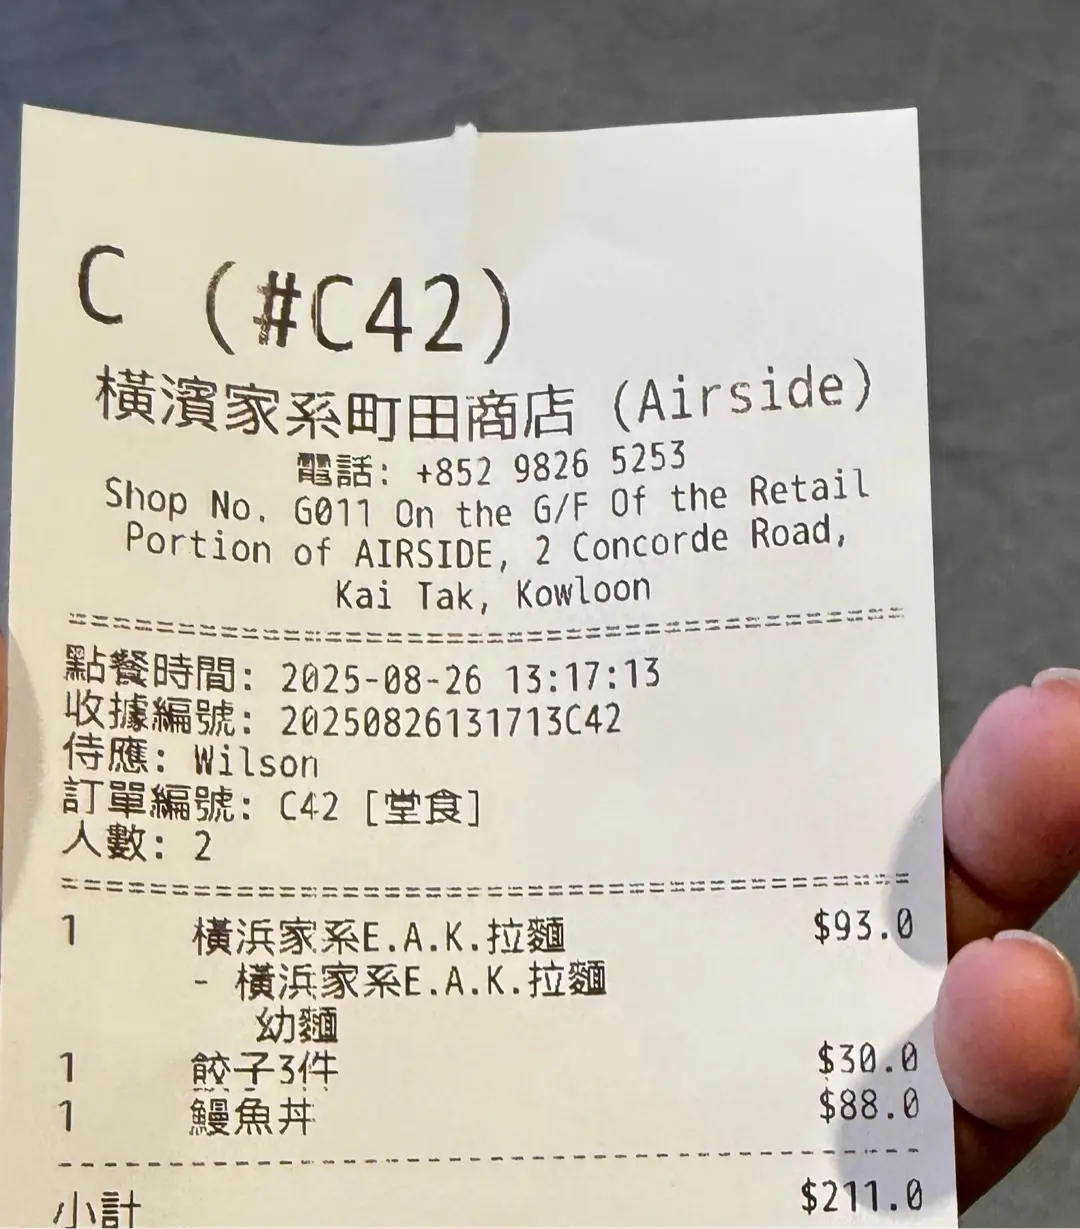 C (#C42)
橫濱家系町田商店 (Airside)
電話: +852 9826 5253
Shop No. G011 On the G/F Of the Retail
Portion of AIRSIDE, 2 Concorde Road,
Kai Tak, Kowloon
========================================
點餐時間: 2025-08-26 13:17:13
收據編號: 20250826131713C42
侍應: Wilson
訂單編號: C42 [堂食]
人數: 2
========================================
1 橫浜家系E.A.K.拉麵 $93.0
- 橫浜家系E.A.K.拉麵
幼麵
1 餃子3件 $30.0
1 鰻魚丼 $88.0
----------------------------------------
小計 $211.0